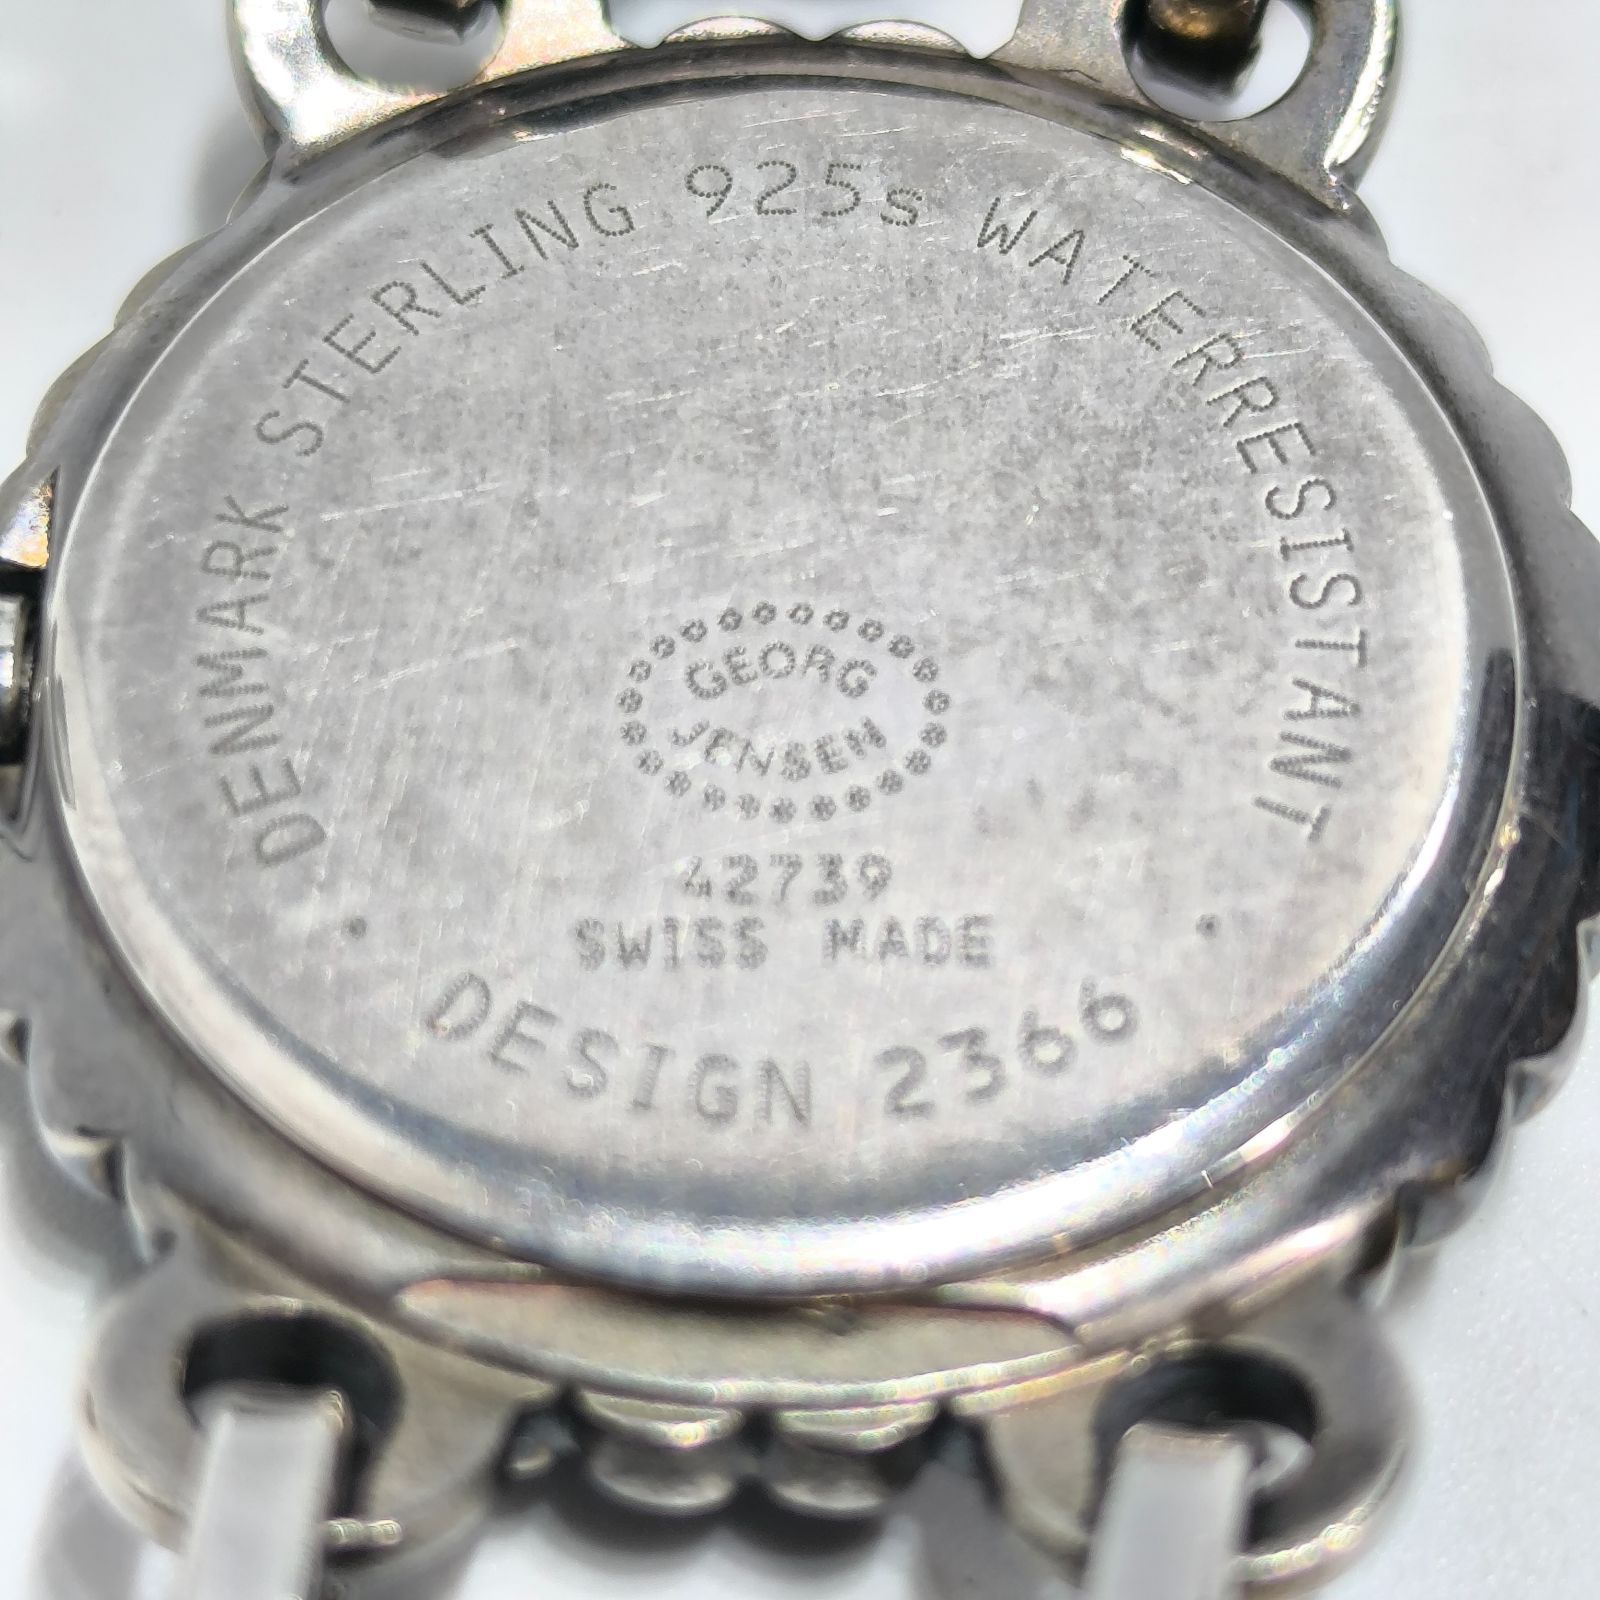 DENMARK STERLING 925s WATERRESISTANT
GEORG
JENSEN
42739
SWISS MADE
· DESIGN 2366 ·